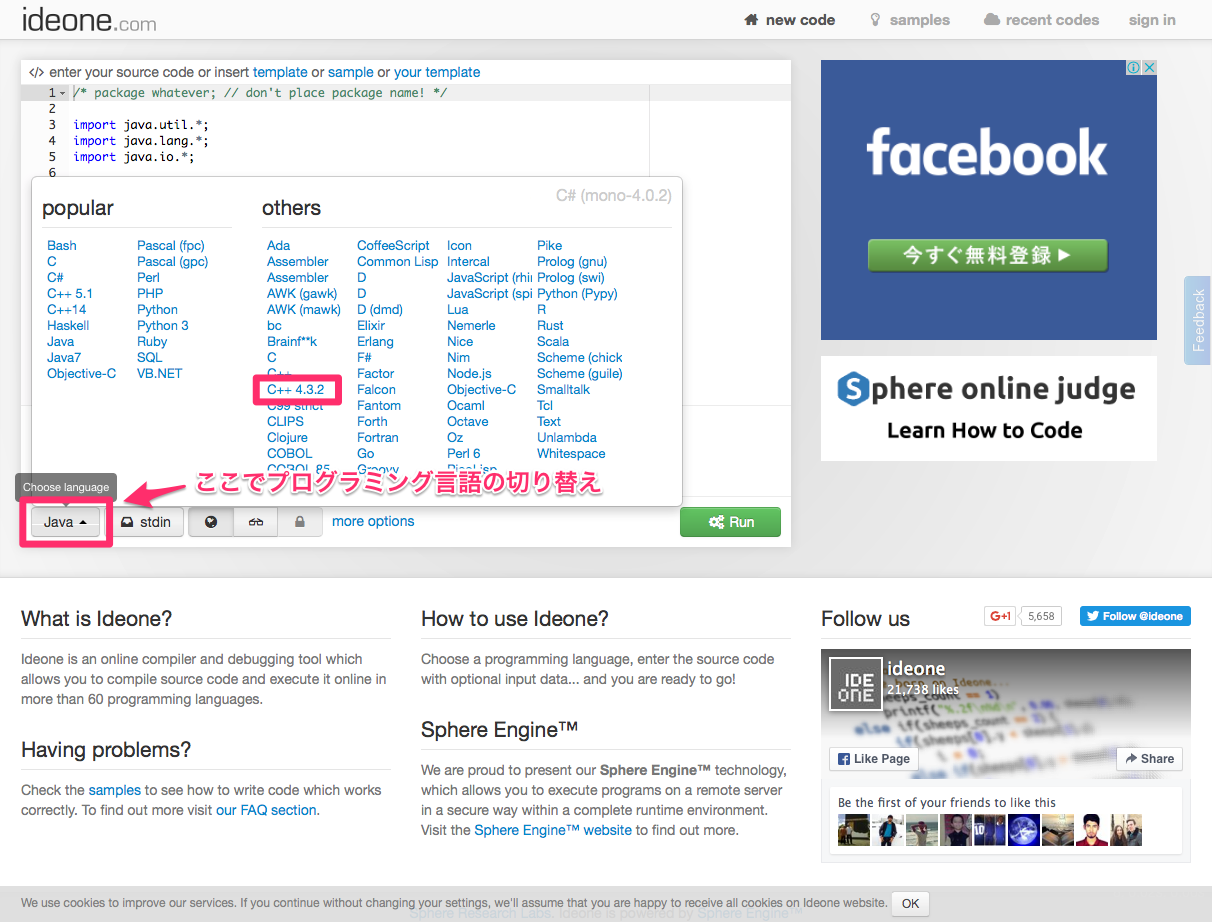 ideone.com
new code
samples
recent codes
sign in
</> enter your source code or insert template or sample or your template
1 /* package whatever; // don't place package name! */
2
3 import java.util.*;
4 import java.lang.*;
5 import java.io.*;
6
C# (mono-4.0.2)
popular
Bash
C
C#
C++ 5.1
C++14
Haskell
Java
Java7
Objective-C
Pascal (fpc)
Pascal (gpc)
Perl
PHP
Python
Python 3
Ruby
SQL
VB.NET
others
Ada
Assembler
Assembler
AWK (gawk)
AWK (mawk)
bc
Brainf**k
C
C++
C++ 4.3.2
C99 strict
CLIPS
Clojure
COBOL
COBOL 85
CoffeeScript
Common Lisp
D
D
D (dmd)
Elixir
Erlang
F#
Factor
Falcon
Fantom
Forth
Fortran
Go
Groovy
Icon
Intercal
JavaScript (rhi
JavaScript (spi
Lua
Nemerle
Nice
Nim
Node.js
Objective-C
Ocaml
Octave
Oz
Perl 6
PicoLisp
Pike
Prolog (gnu)
Prolog (swi)
Python (Pypy)
R
Rust
Scala
Scheme (chick
Scheme (guile)
Smalltalk
Tcl
Text
Unlambda
Whitespace
ここでプログラミング言語の切り替え
Choose language
Java
stdin
more options
Run
facebook
今すぐ無料登録
Feedback
Sphere online judge
Learn How to Code
What is Ideone?
Ideone is an online compiler and debugging tool which
allows you to compile source code and execute it online in
more than 60 programming languages.
Having problems?
Check the samples to see how to write code which works
correctly. To find out more visit our FAQ section.
How to use Ideone?
Choose a programming language, enter the source code
with optional input data... and you are ready to go!
Sphere Engine™
We are proud to present our Sphere Engine™ technology,
which allows you to execute programs on a remote server
in a secure way within a complete runtime environment.
Visit the Sphere Engine™ website to find out more.
Follow us
G+1
5,658
Follow @ideone
IDE
ONE
ideone
21,738 likes
Like Page
Share
Be the first of your friends to like this
We use cookies to improve our services. If you continue without changing your settings, we'll assume that you are happy to receive all cookies on Ideone website.
OK
Sphere Research Labs. Ideone is powered by Sphere Engine™